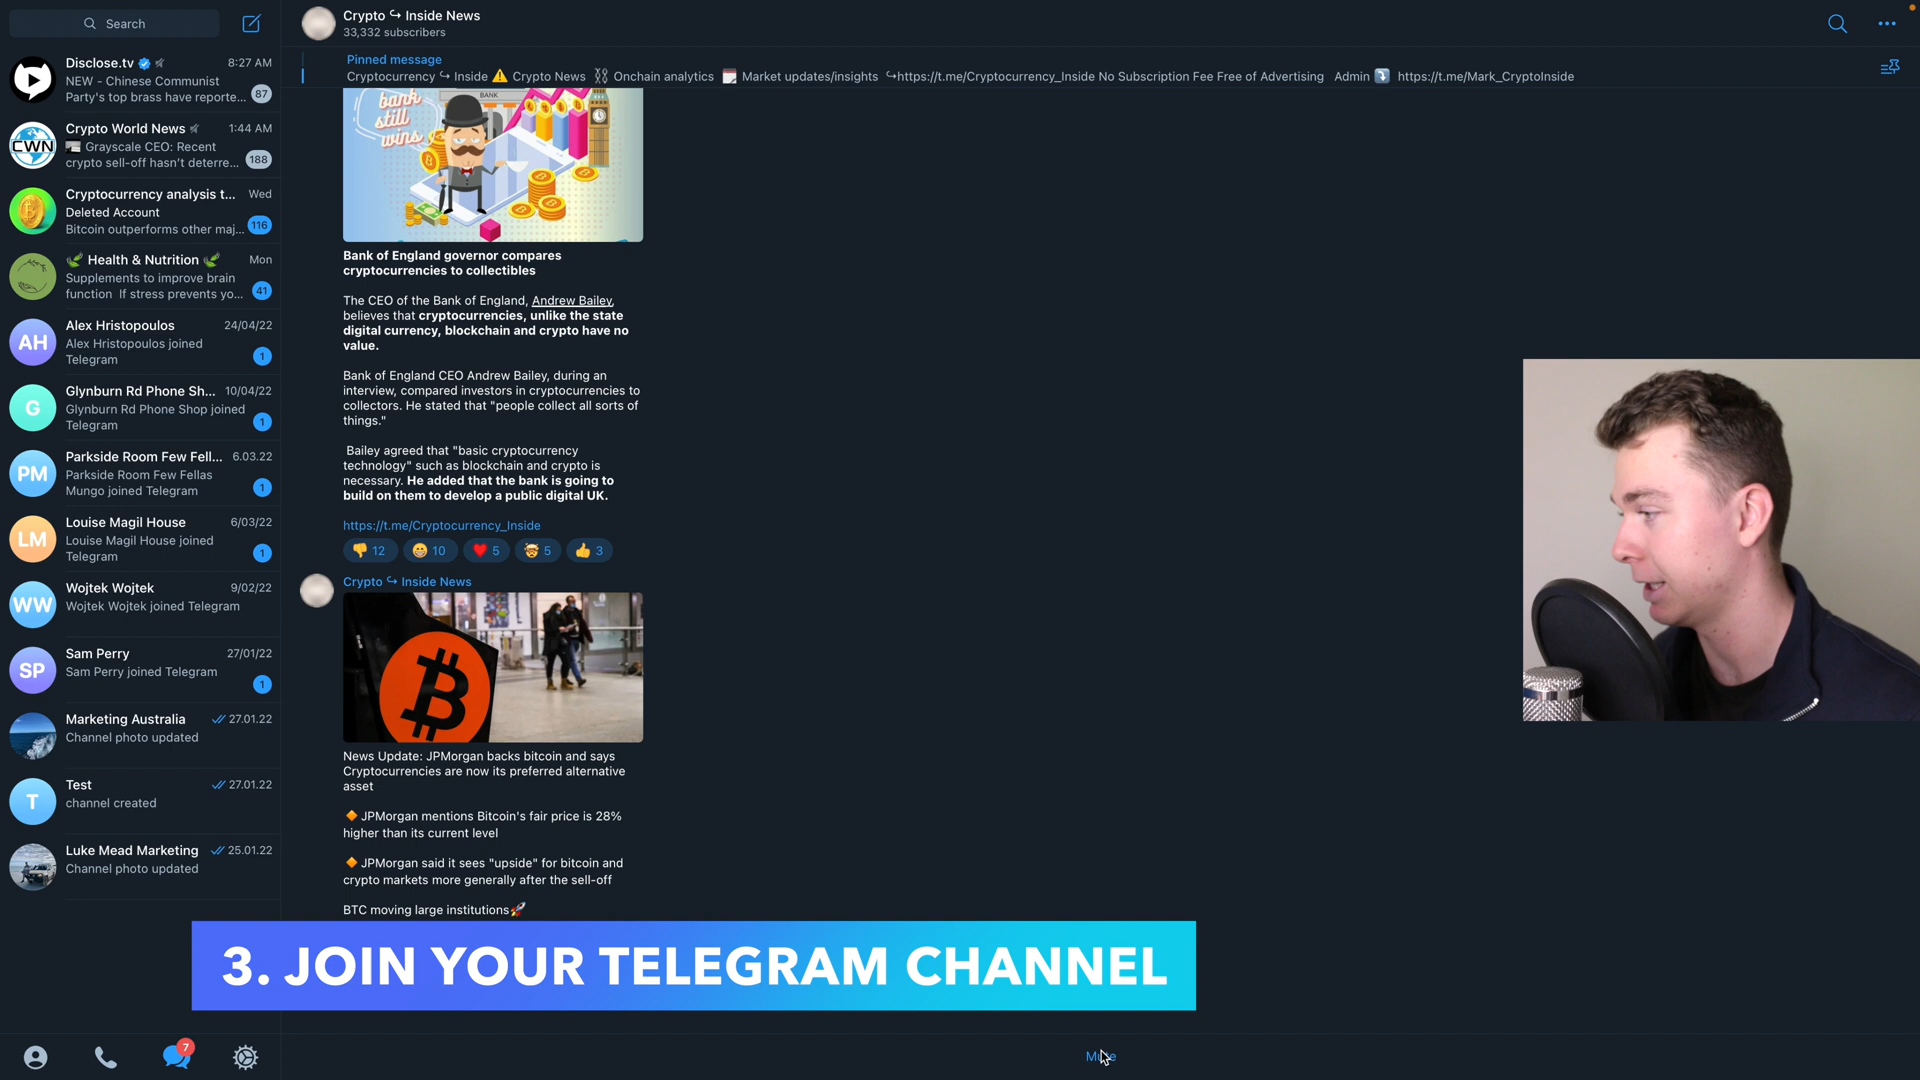 Search
Disclose.tv 8:27 AM
NEW - Chinese Communist
Party's top brass have reporte... 87
Crypto World News 1:44 AM
CWN
Grayscale CEO: Recent
crypto sell-off hasn't deterre... 188
Cryptocurrency analysis t... Wed
Deleted Account
Bitcoin outperforms other maj... 116
Health & Nutrition Mon
Supplements to improve brain
function If stress prevents yo... 41
Alex Hristopoulos 24/04/22
AH
Alex Hristopoulos joined
Telegram 1
Glynburn Rd Phone Sh... 10/04/22
G
Glynburn Rd Phone Shop joined
Telegram 1
Parkside Room Few Fell... 6.03.22
PM
Parkside Room Few Fellas
Mungo joined Telegram 1
Louise Magil House 6/03/22
LM
Louise Magil House joined
Telegram 1
Wojtek Wojtek 9/02/22
WW
Wojtek Wojtek joined Telegram
Sam Perry 27/01/22
SP
Sam Perry joined Telegram
1
Marketing Australia 27.01.22
Channel photo updated
Test 27.01.22
T
channel created
Luke Mead Marketing 25.01.22
Channel photo updated
7
Crypto ↪ Inside News
33,332 subscribers
Pinned message
Cryptocurrency ↪ Inside ⚠️ Crypto News ⛓ Onchain analytics 🗒 Market updates/insights ↪https://t.me/Cryptocurrency_Inside No Subscription Fee Free of Advertising Admin ⤵️ https://t.me/Mark_CryptoInside
bank
still
wins
BANK
Bank of England governor compares
cryptocurrencies to collectibles
The CEO of the Bank of England, Andrew Bailey,
believes that cryptocurrencies, unlike the state
digital currency, blockchain and crypto have no
value.
Bank of England CEO Andrew Bailey, during an
interview, compared investors in cryptocurrencies to
collectors. He stated that "people collect all sorts of
things."
Bailey agreed that "basic cryptocurrency
technology" such as blockchain and crypto is
necessary. He added that the bank is going to
build on them to develop a public digital UK.
https://t.me/Cryptocurrency_Inside
👎 12 😁 10 ❤️ 5 🤯 5 👍 3
Crypto ↪ Inside News
News Update: JPMorgan backs bitcoin and says
Cryptocurrencies are now its preferred alternative
asset
🔸JPMorgan mentions Bitcoin's fair price is 28%
higher than its current level
🔸JPMorgan said it sees "upside" for bitcoin and
crypto markets more generally after the sell-off
BTC moving large institutions🚀
3. JOIN YOUR TELEGRAM CHANNEL
Mute